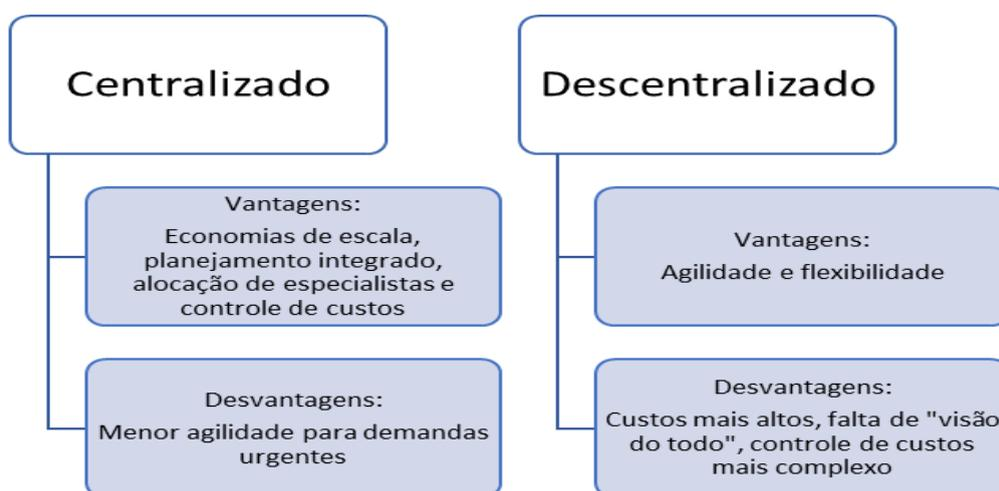 Centralizado
Vantagens:
Economias de escala,
planejamento integrado,
alocação de especialistas e
controle de custos
Desvantagens:
Menor agilidade para demandas
urgentes
Descentralizado
Vantagens:
Agilidade e flexibilidade
Desvantagens:
Custos mais altos, falta de "visão
do todo", controle de custos
mais complexo